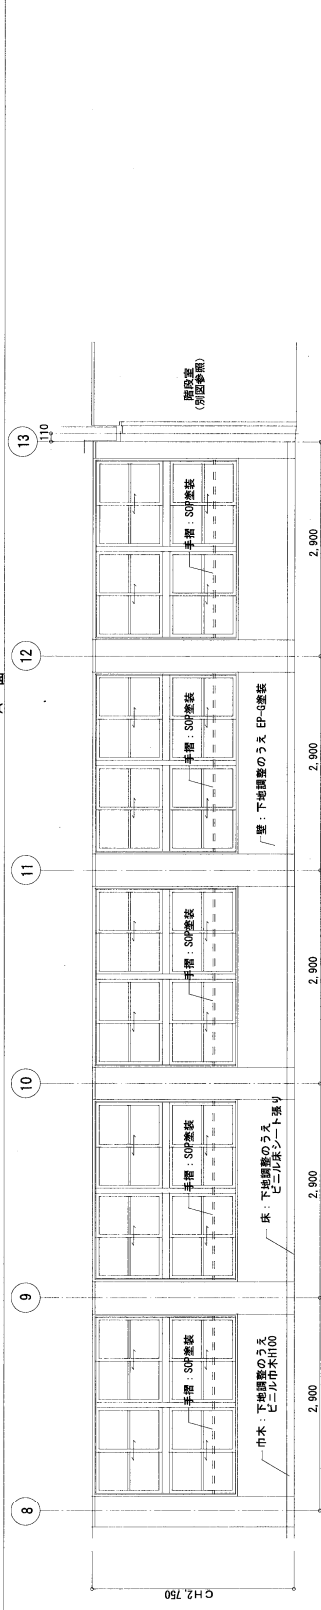 8
9
10
11
12
13
110
手摺：SOP塗装
手摺：SOP塗装
手摺：SOP塗装
手摺：SOP塗装
手摺：SOP塗装
階段室
(別図参照)
巾木：下地調整のうえ
ビニル巾木H100
床：下地調整のうえ
ビニル床シート張り
壁：下地調整のうえ EP-G塗装
2,900
2,900
2,900
2,900
2,900
CH2,750